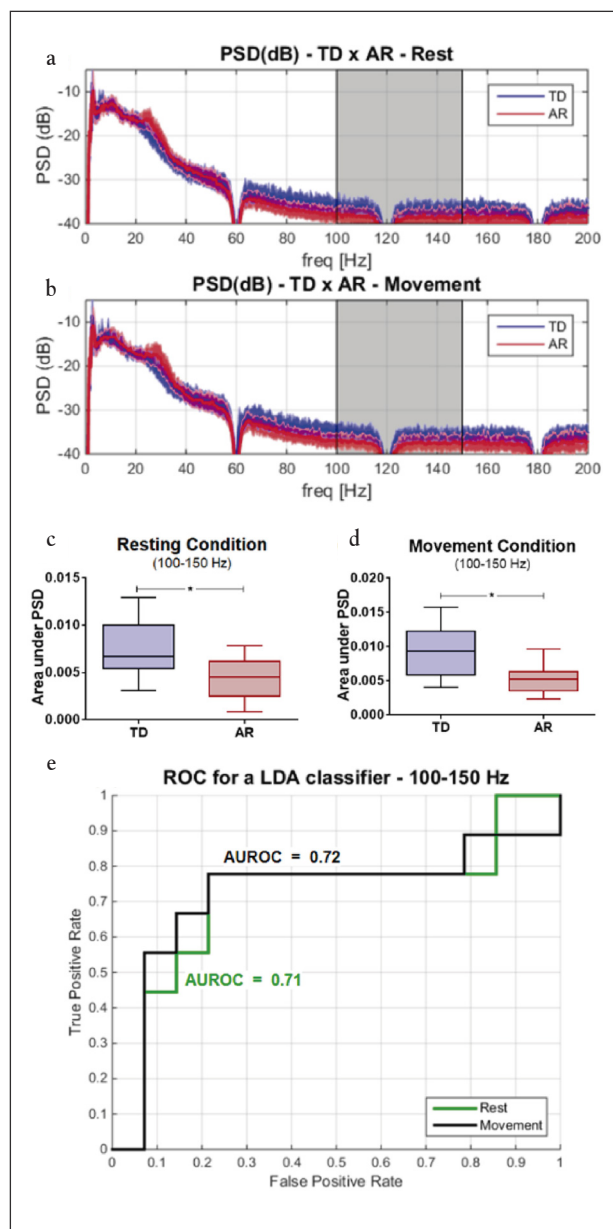 a
PSD(dB) - TD x AR - Rest
-10
-20
-30
-40
PSD (dB)
TD
AR
0 20 40 60 80 100 120 140 160 180 200
freq [Hz]
b
PSD(dB) - TD x AR - Movement
-10
-20
-30
-40
PSD (dB)
TD
AR
0 20 40 60 80 100 120 140 160 180 200
freq [Hz]
c
Resting Condition
(100-150 Hz)
0.015
0.010
0.005
0.000
Area under PSD
*
TD AR
d
Movement Condition
(100-150 Hz)
0.020
0.015
0.010
0.005
0.000
Area under PSD
*
TD AR
e
ROC for a LDA classifier - 100-150 Hz
1
0.9
0.8
0.7
0.6
0.5
0.4
0.3
0.2
0.1
0
True Positive Rate
AUROC = 0.72
AUROC = 0.71
Rest
Movement
0 0.1 0.2 0.3 0.4 0.5 0.6 0.7 0.8 0.9 1
False Positive Rate